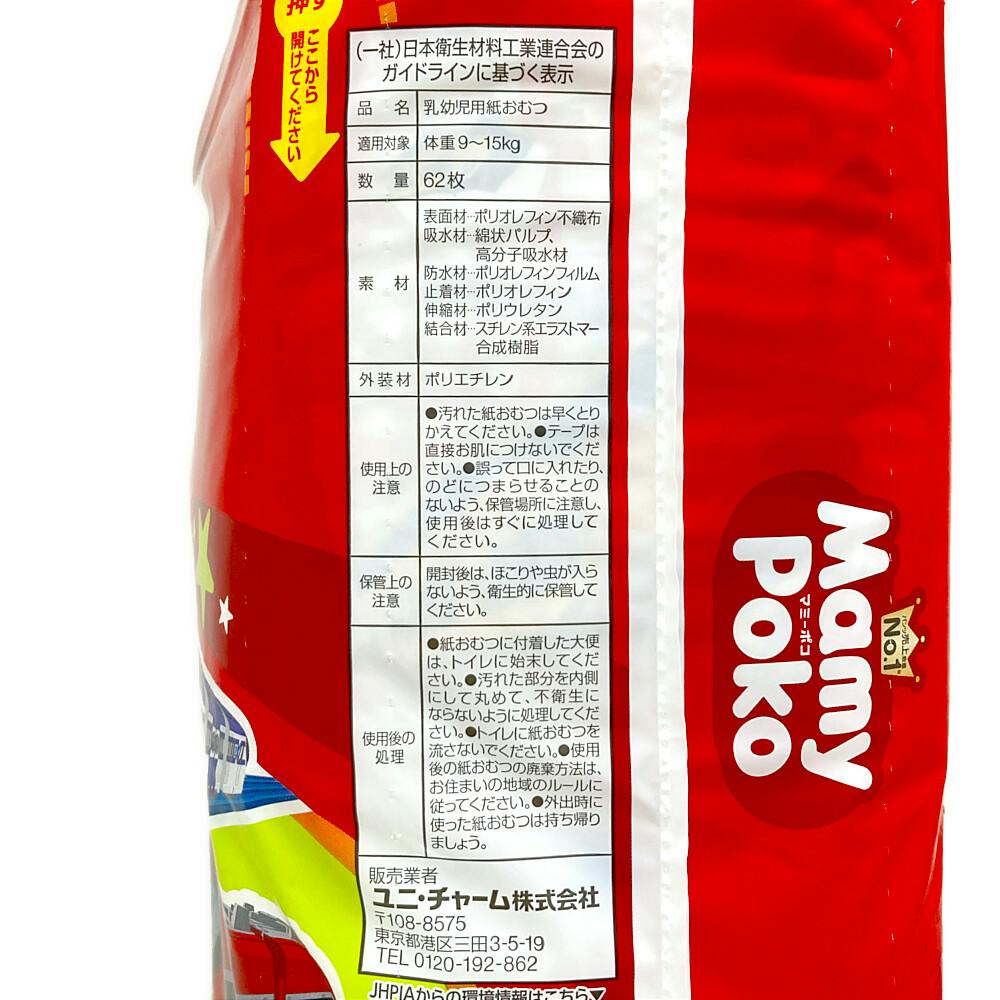 押す
ここから
開けてください
(一社)日本衛生材料工業連合会の
ガイドラインに基づく表示
品 名 乳幼児用紙おむつ
適用対象 体重9〜15kg
数 量 62枚
素 材 表面材…ポリオレフィン不織布
吸水材…綿状パルプ、
高分子吸水材
防水材…ポリオレフィンフィルム
止着材…ポリオレフィン
伸縮材…ポリウレタン
結合材…スチレン系エラストマー
合成樹脂
外装材 ポリエチレン
使用上の
注意
●汚れた紙おむつは早くとり
かえてください。●テープは
直接お肌につけないでくだ
さい。●誤って口に入れたり、
のどにつまらせることの
ないよう、保管場所に注意し、
使用後はすぐに処理して
ください。
保管上の
注意
開封後は、ほこりや虫が入ら
ないよう、衛生的に保管して
ください。
使用後の
処理
●紙おむつに付着した大便
は、トイレに始末してくだ
さい。●汚れた部分を内側
にして丸めて、不衛生に
ならないように処理してくだ
さい。●トイレに紙おむつを
流さないでください。●使用
後の紙おむつの廃棄方法は、
お住まいの地域のルールに
従ってください。●外出時に
使った紙おむつは持ち帰り
ましょう。
販売業者
ユニ・チャーム株式会社
〒108-8575
東京都港区三田3-5-19
TEL 0120-192-862
JHPIAからの環境情報はこちら▼
Mamy
Poko
マミーポコ
No.1